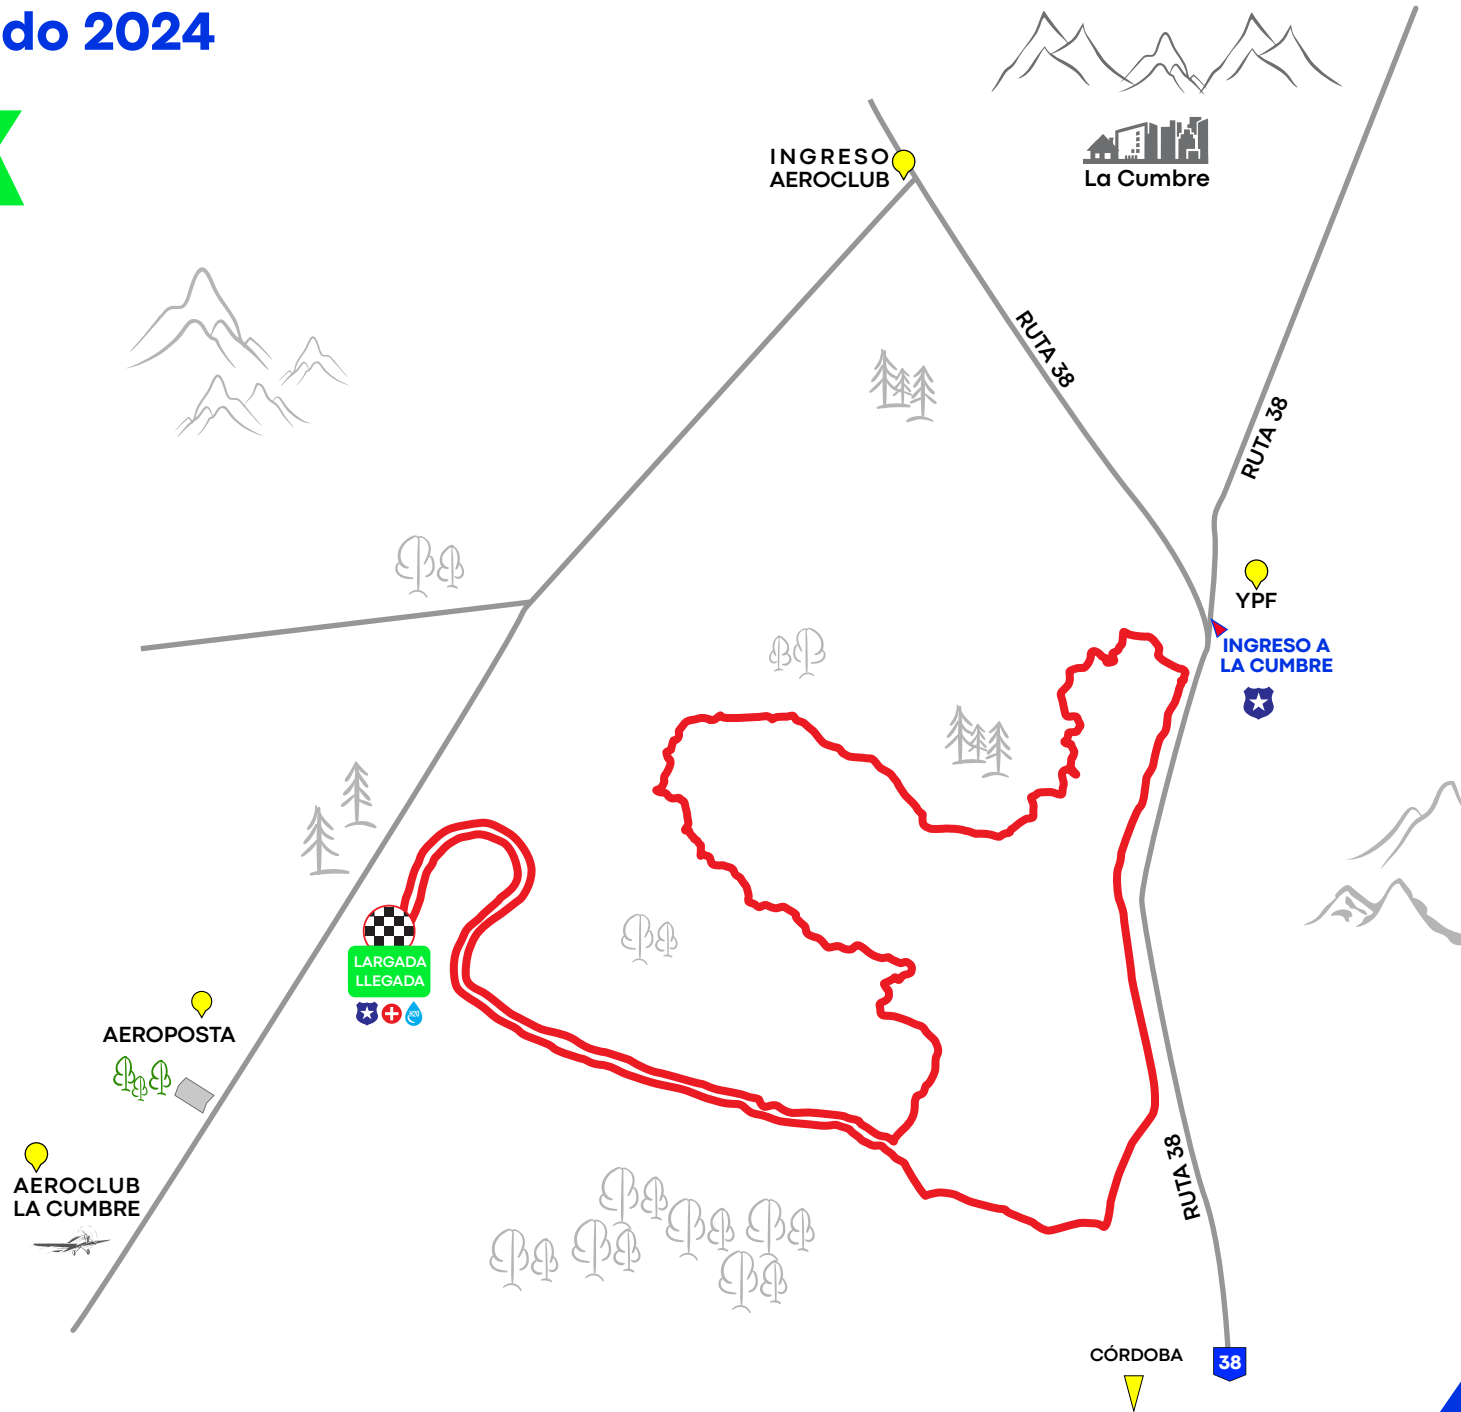 do 2024
INGRESO
AEROCLUB
La Cumbre
RUTA 38
RUTA 38
YPF
INGRESO A
LA CUMBRE
LARGADA
LLEGADA
H2O
AEROPOSTA
AEROCLUB
LA CUMBRE
RUTA 38
CÓRDOBA
38